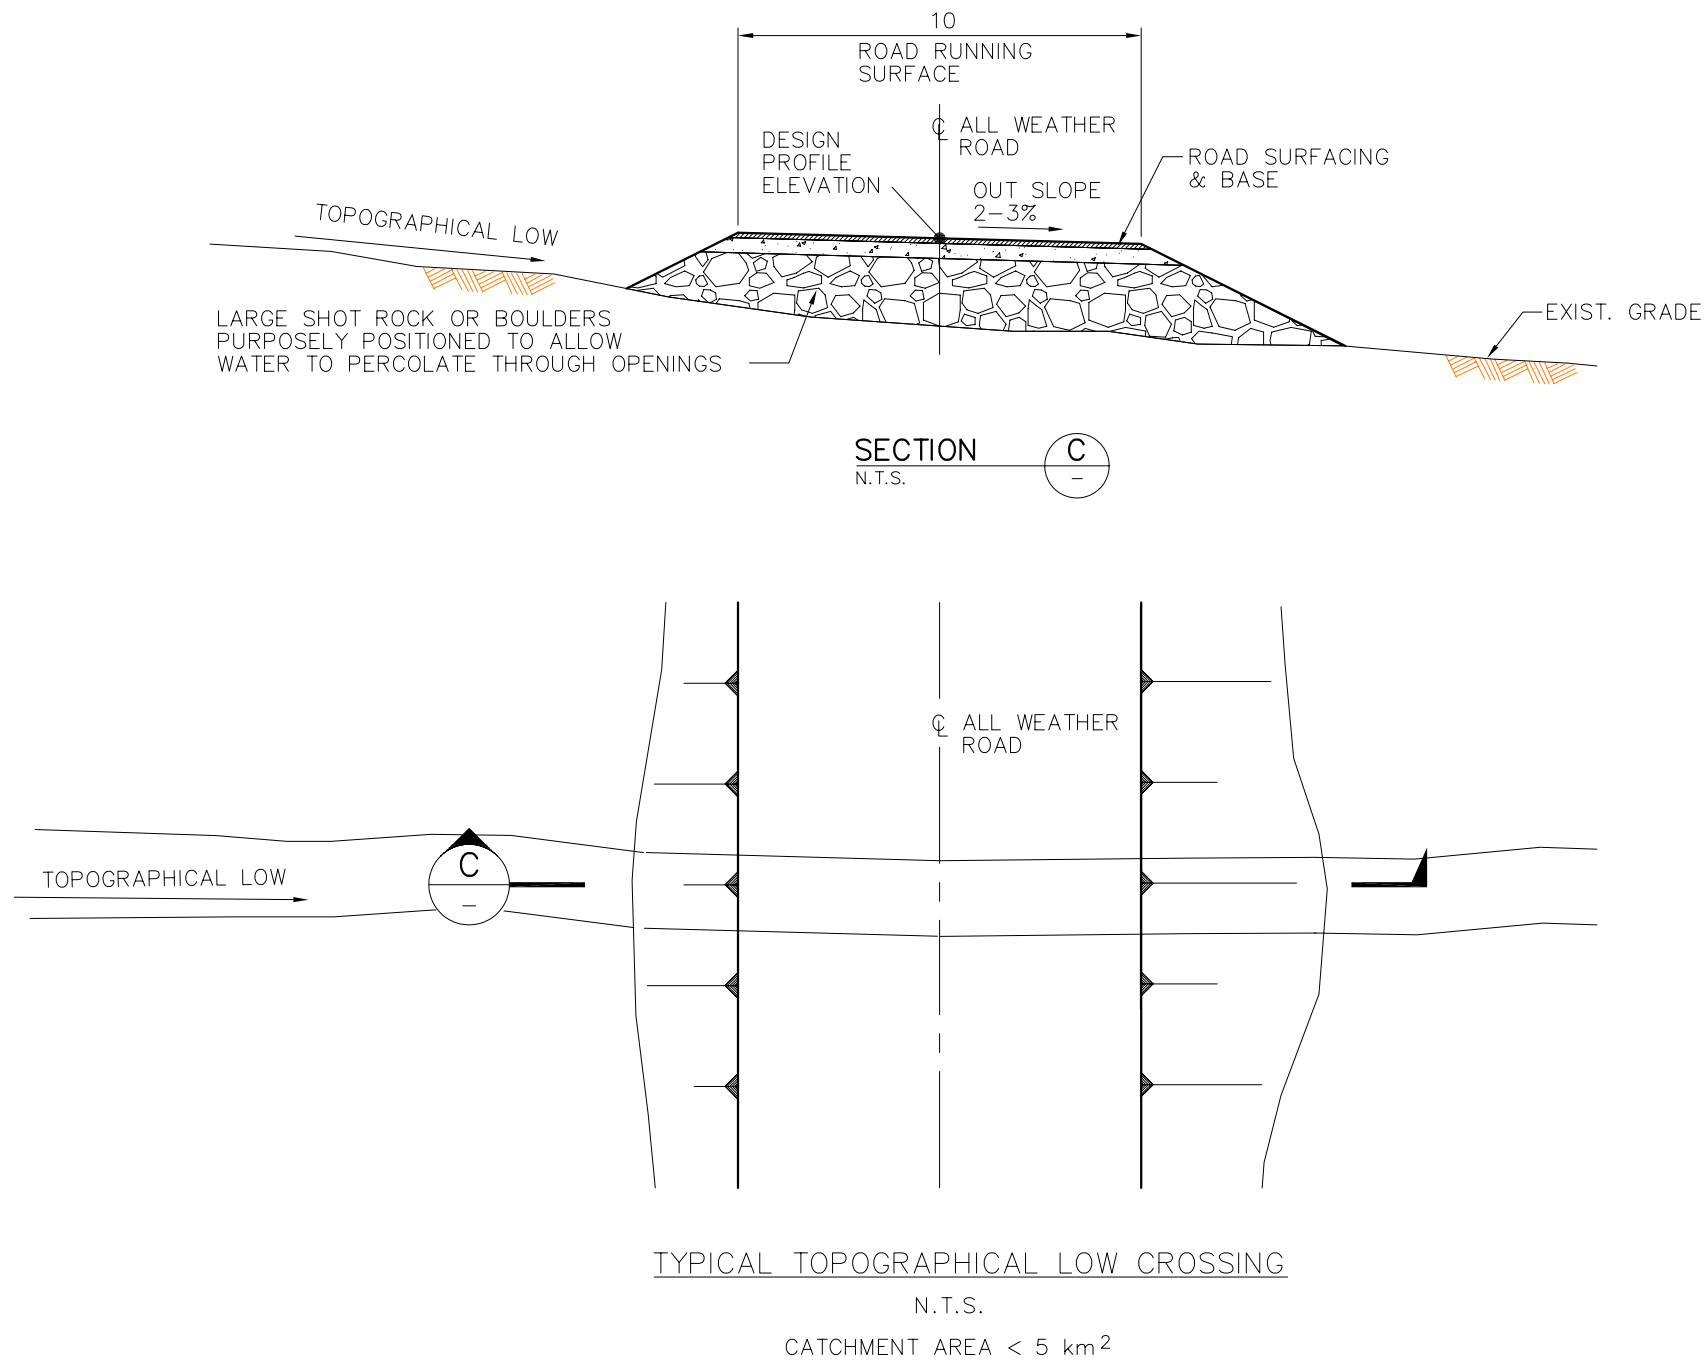 10
ROAD RUNNING
SURFACE
℄ ALL WEATHER
ROAD
DESIGN
PROFILE
ELEVATION
ROAD SURFACING
& BASE
OUT SLOPE
2-3%
TOPOGRAPHICAL LOW
LARGE SHOT ROCK OR BOULDERS
PURPOSELY POSITIONED TO ALLOW
WATER TO PERCOLATE THROUGH OPENINGS
EXIST. GRADE
SECTION
N.T.S.
C
-
℄ ALL WEATHER
ROAD
TOPOGRAPHICAL LOW
C
-
TYPICAL TOPOGRAPHICAL LOW CROSSING
N.T.S.
CATCHMENT AREA < 5 km²